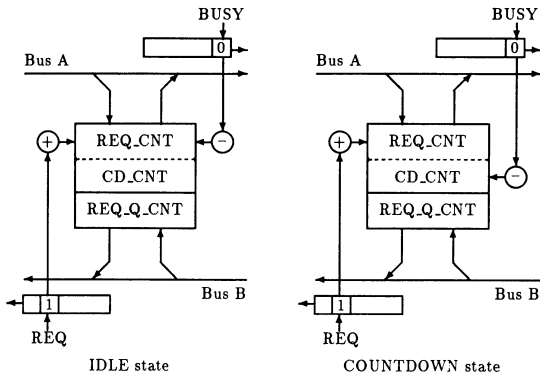 BUSY
0
Bus A
+
REQ_CNT
−
CD_CNT
REQ_Q_CNT
Bus B
1
REQ
IDLE state
BUSY
0
Bus A
+
REQ_CNT
CD_CNT
−
REQ_Q_CNT
Bus B
1
REQ
COUNTDOWN state